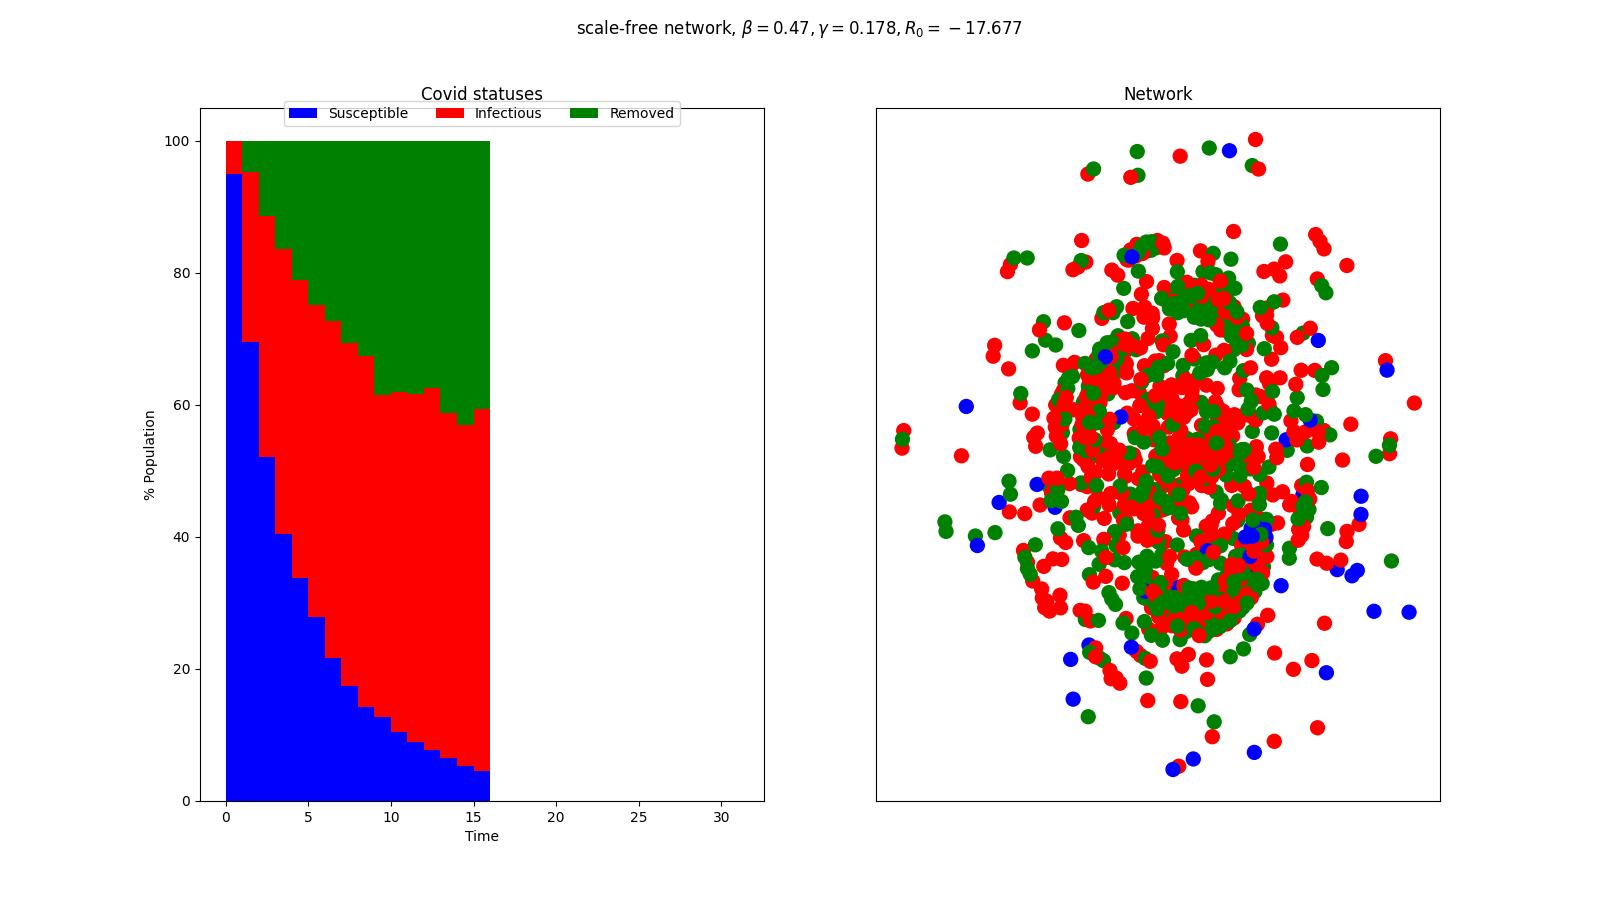 scale-free network, β = 0.47, γ = 0.178, R₀ = − 17.677
Covid statuses
Susceptible Infectious Removed
100
80
60
40
20
0
% Population
0 5 10 15 20 25 30
Time
Network